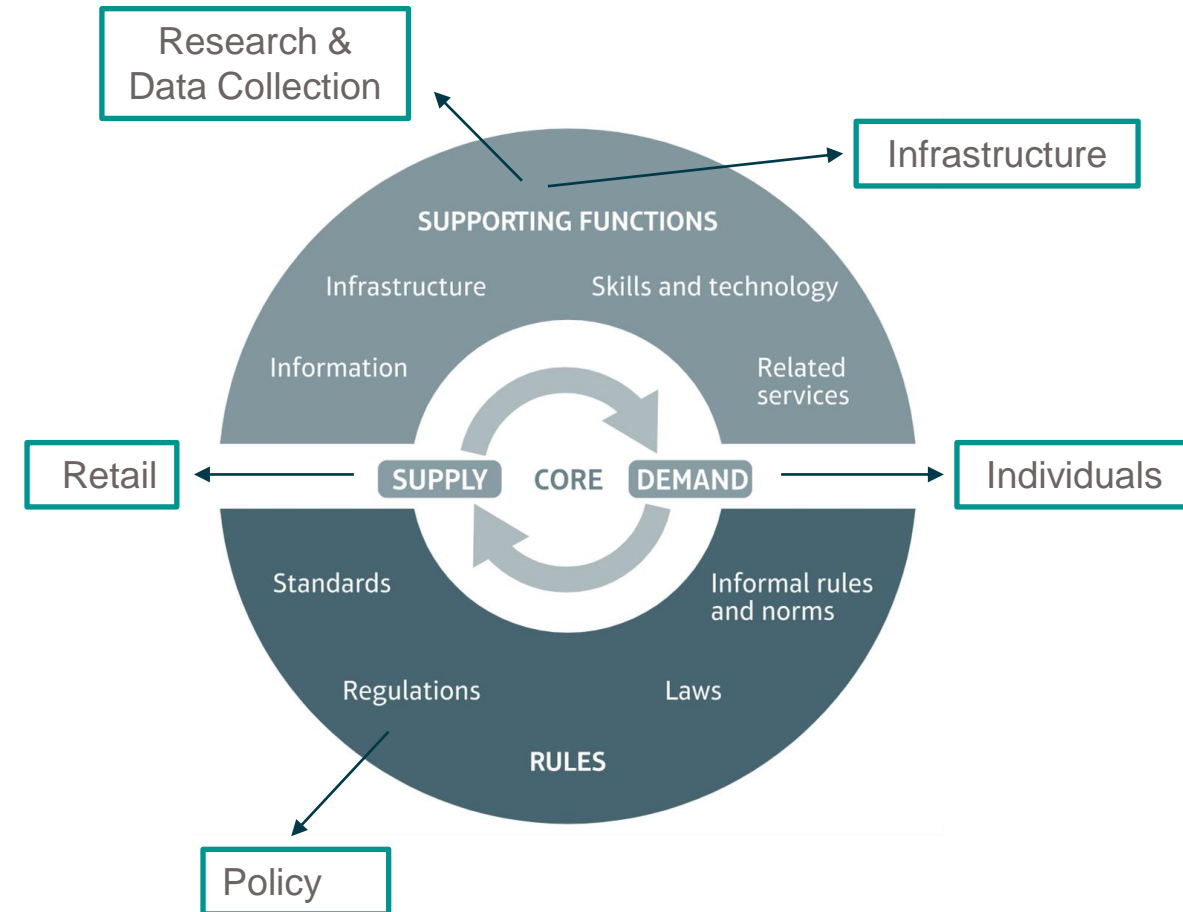 Research &
Data Collection
Infrastructure
SUPPORTING FUNCTIONS
Infrastructure
Skills and technology
Information
Related
services
Retail
SUPPLY
CORE
DEMAND
Individuals
Standards
Informal rules
and norms
Regulations
Laws
RULES
Policy